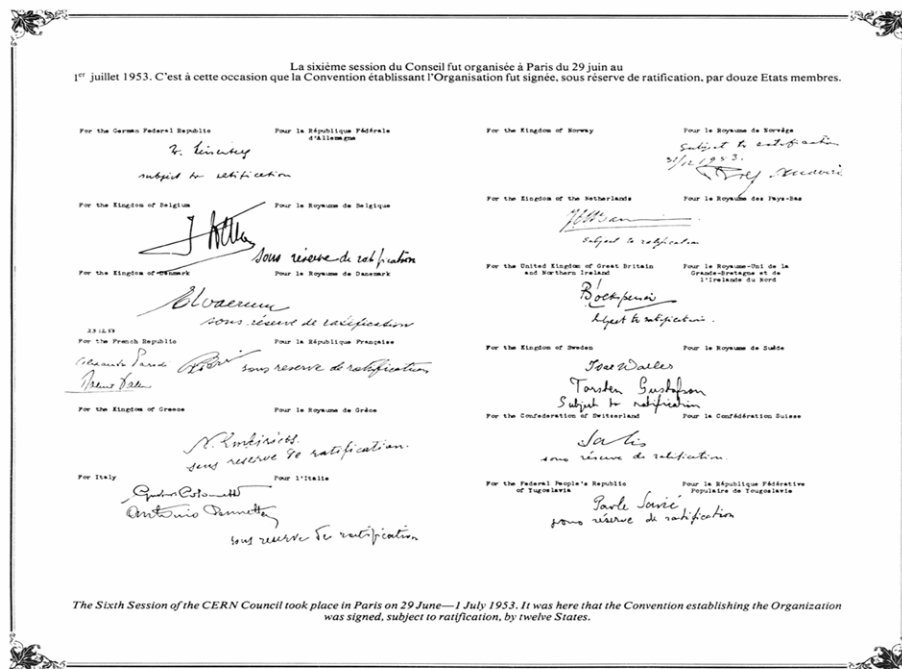 La sixième session du Conseil fut organisée à Paris du 29 juin au
1er juillet 1953. C'est à cette occasion que la Convention établissant l'Organisation fut signée, sous réserve de ratification, par douze Etats membres.
For the German Federal Republic
Pour la République Fédérale
d'Allemagne
subject to ratification
For the Kingdom of Belgium
Pour le Royaume de Belgique
sous réserve de ratification
For the Kingdom of Denmark
Pour le Royaume de Danemark
sous réserve de ratification
For the French Republic
Pour la République Française
sous reserve de ratification
For the Kingdom of Greece
Pour le Royaume de Grèce
sous reserve de ratification.
For Italy
Pour l'Italie
Antonio
sous reserve de ratification
For the Kingdom of Norway
Pour le Royaume de Norvège
Subject to ratification
For the Kingdom of the Netherlands
Pour le Royaume des Pays-Bas
subject to ratification
For the United Kingdom of Great Britain
and Northern Ireland
Pour le Royaume-Uni de la
Grande-Bretagne et de
l'Irelande du Nord
subject to ratification.
For the Kingdom of Sweden
Pour le Royaume de Suède
Torsten Gustafson
Subject to ratification
For the Confederation of Switzerland
Pour la Confédération Suisse
sous réserve de ratification.
For the Federal People's Republic
of Yugoslavia
Pour la République Fédérative
Populaire de Yougoslavie
Pavle Savić
sous réserve de ratification
The Sixth Session of the CERN Council took place in Paris on 29 June—1 July 1953. It was here that the Convention establishing the Organization
was signed, subject to ratification, by twelve States.